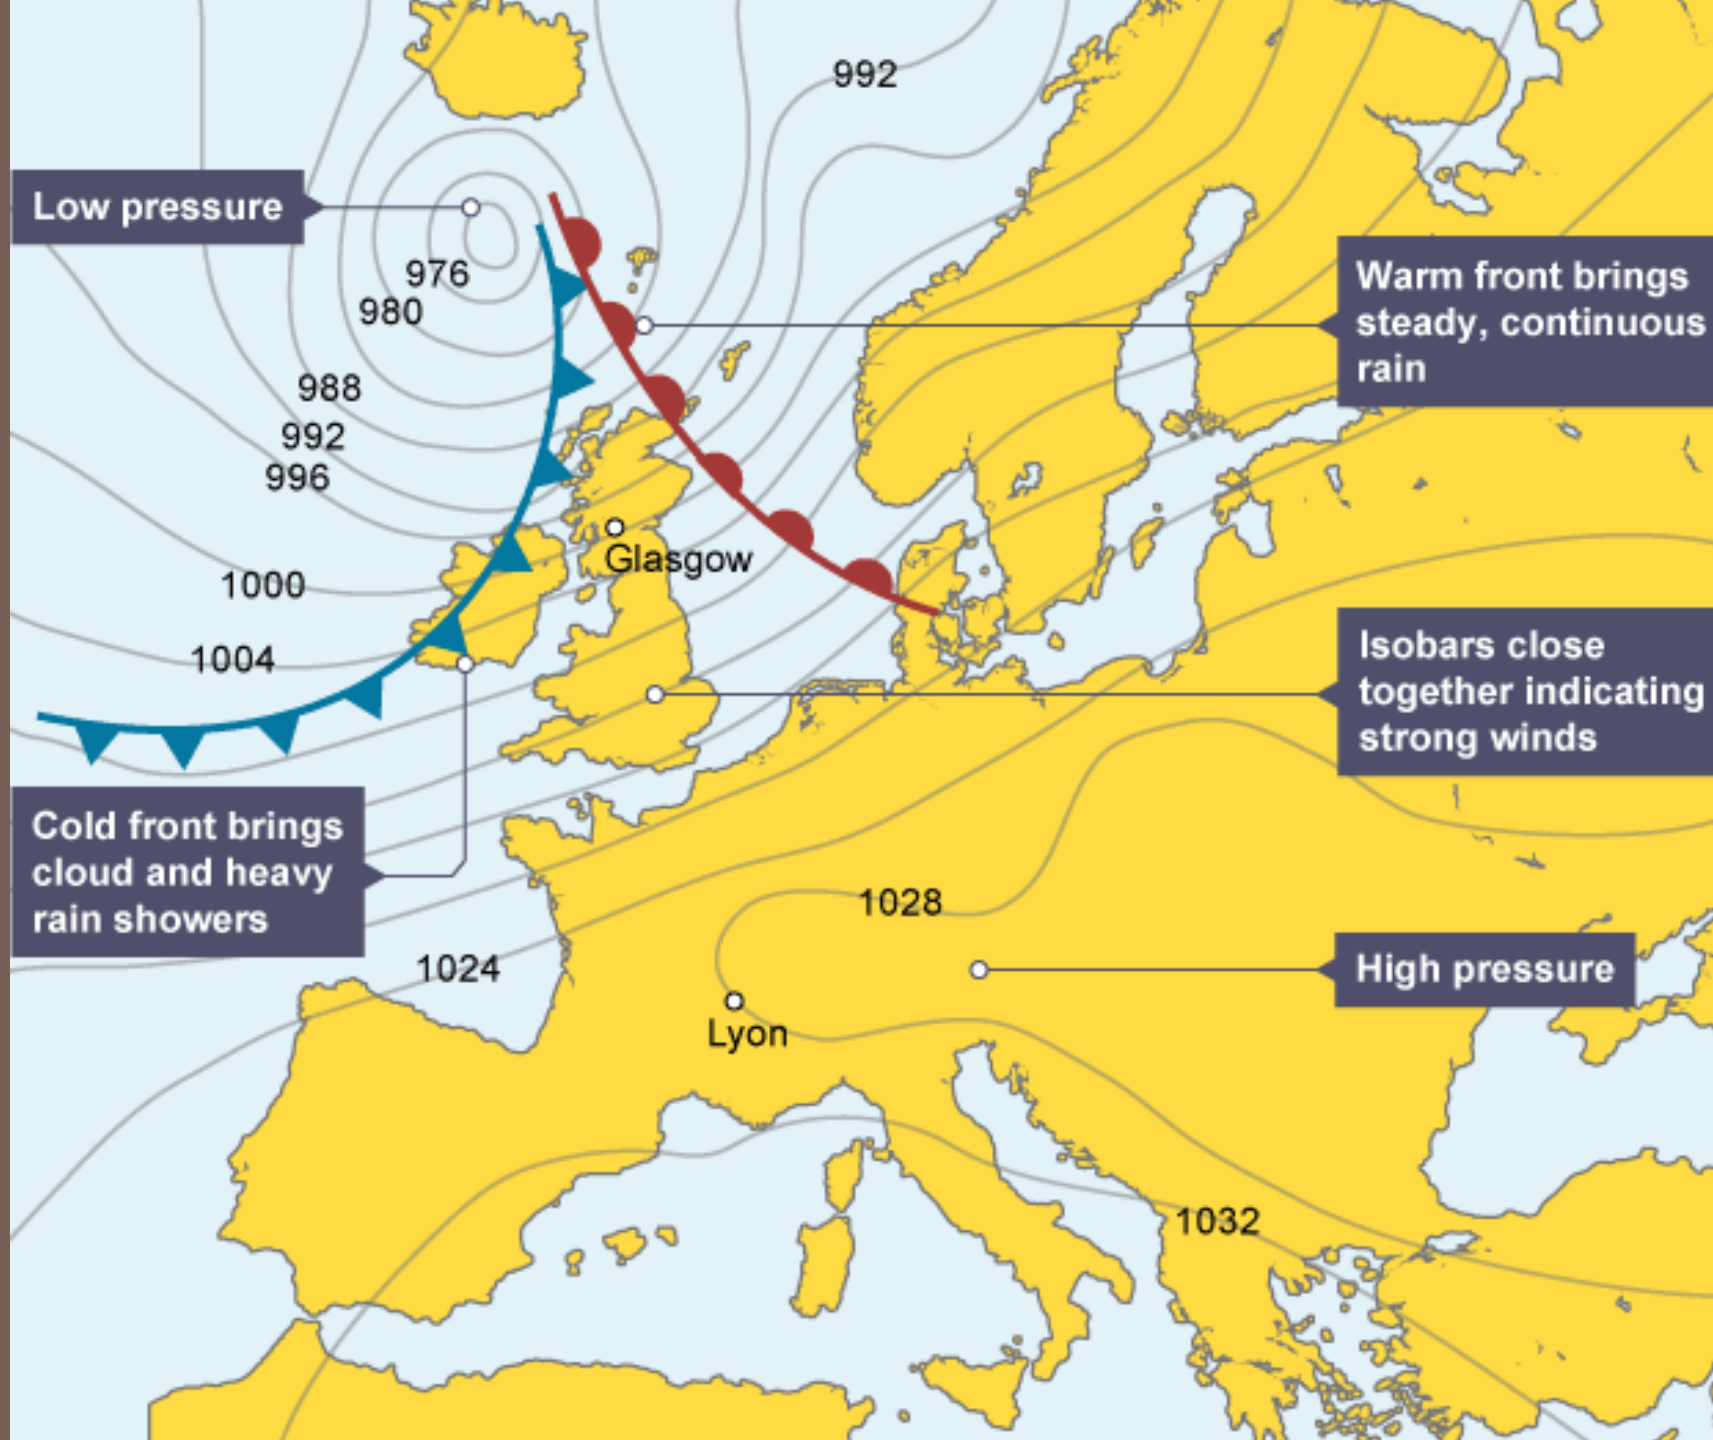 992
Low pressure
976
980
Warm front brings
steady, continuous
rain
988
992
996
Glasgow
1000
1004
Isobars close
together indicating
strong winds
Cold front brings
cloud and heavy
rain showers
1028
1024
High pressure
Lyon
1032